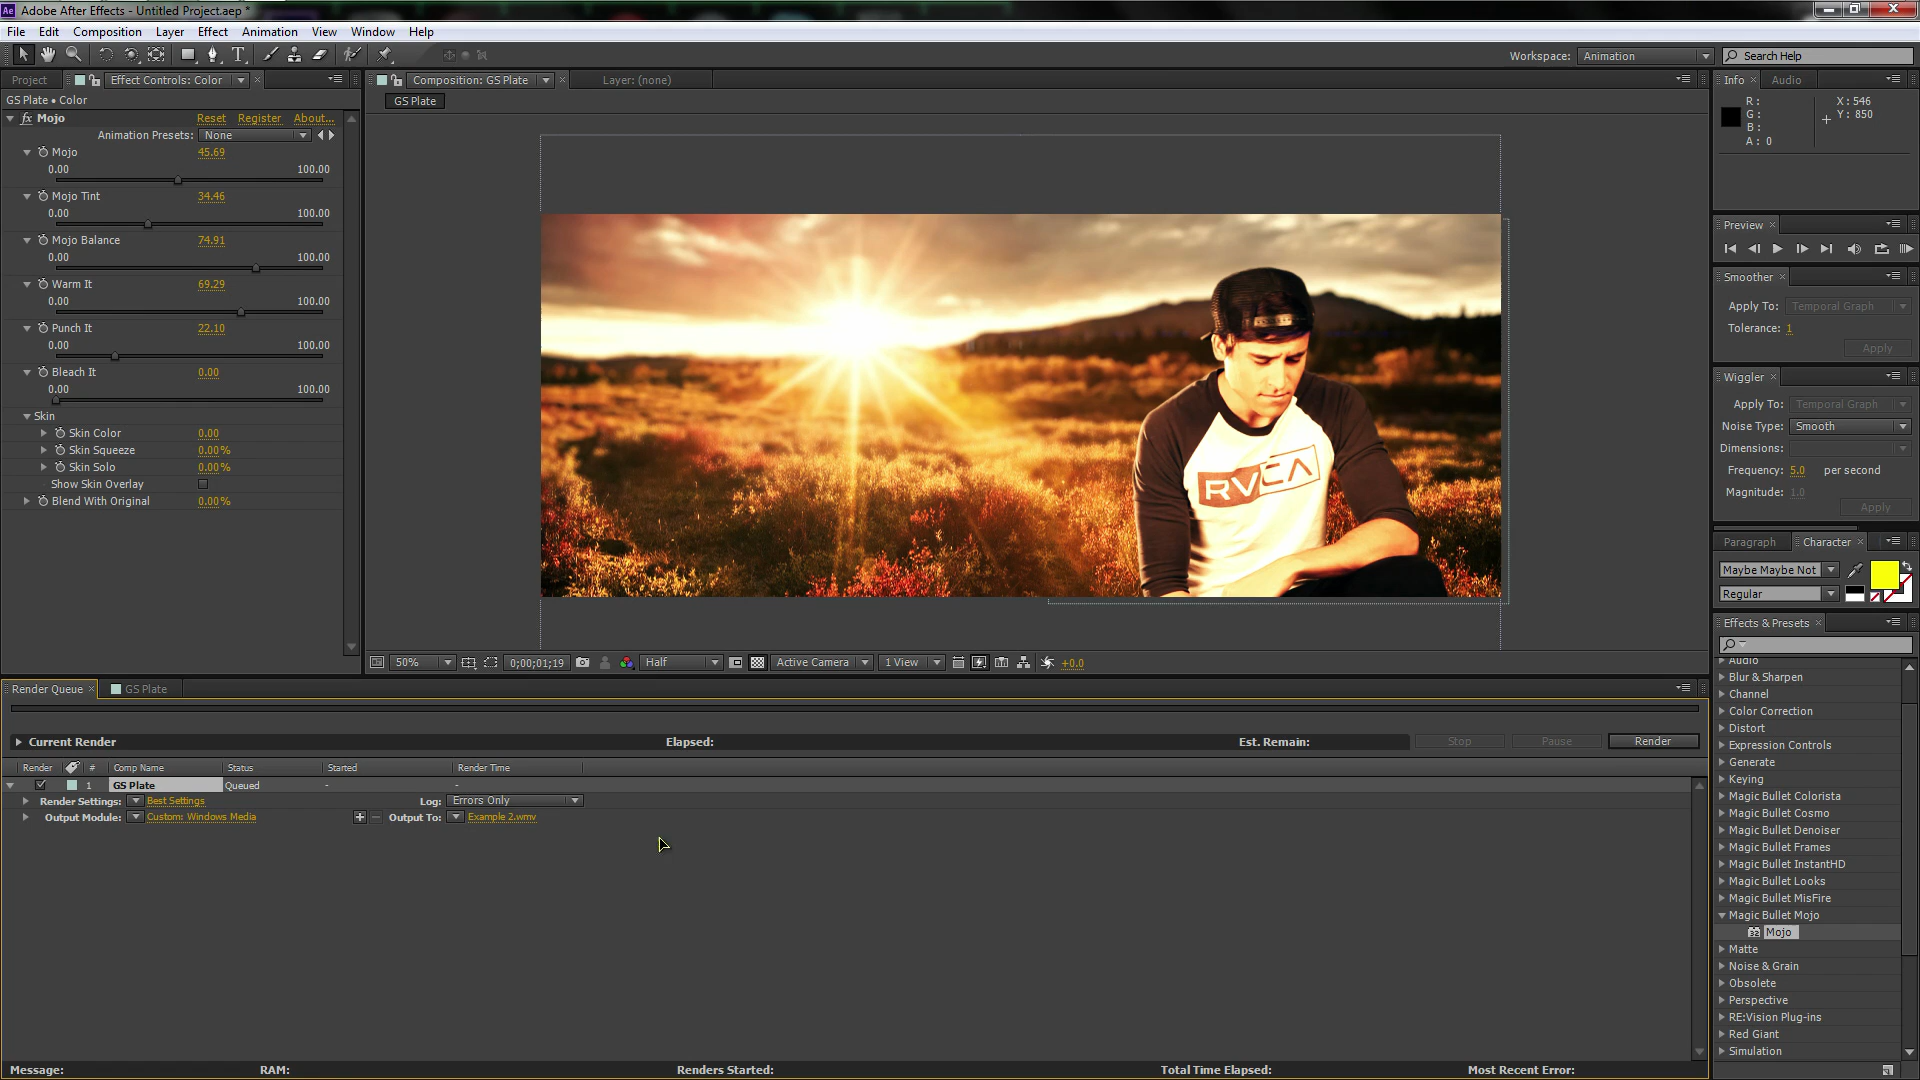 Ae Adobe After Effects - Untitled Project.aep *
File Edit Composition Layer Effect Animation View Window Help
Workspace: Animation Search Help
Project Effect Controls: Color
GS Plate • Color
fx Mojo Reset Register About...
Animation Presets: None
Mojo 45.69
0.00 100.00
Mojo Tint 34.46
0.00 100.00
Mojo Balance 74.91
0.00 100.00
Warm It 69.29
0.00 100.00
Punch It 22.10
0.00 100.00
Bleach It 0.00
0.00 100.00
Skin
Skin Color 0.00
Skin Squeeze 0.00%
Skin Solo 0.00%
Show Skin Overlay
Blend With Original 0.00%
Composition: GS Plate Layer: (none)
GS Plate
RVCA
50% 0;00;01;19 Half Active Camera 1 View +0.0
Info Audio
R: X: 546
G: Y: 850
B:
A: 0
Preview
Smoother
Apply To: Temporal Graph
Tolerance: 1
Apply
Wiggler
Apply To: Temporal Graph
Noise Type: Smooth
Dimensions:
Frequency: 5.0 per second
Magnitude: 1.0
Apply
Paragraph Character
Maybe Maybe Not
Regular
Effects & Presets
Audio
Blur & Sharpen
Channel
Color Correction
Distort
Expression Controls
Generate
Keying
Magic Bullet Colorista
Magic Bullet Cosmo
Magic Bullet Denoiser
Magic Bullet Frames
Magic Bullet InstantHD
Magic Bullet Looks
Magic Bullet MisFire
Magic Bullet Mojo
32 Mojo
Matte
Noise & Grain
Obsolete
Perspective
RE:Vision Plug-ins
Red Giant
Simulation
Render Queue GS Plate
Current Render Elapsed: Est. Remain: Stop Pause Render
Render # Comp Name Status Started Render Time
1 GS Plate Queued - -
Render Settings: Best Settings Log: Errors Only
Output Module: Custom: Windows Media Output To: Example 2.wmv
Message: RAM: Renders Started: Total Time Elapsed: Most Recent Error: